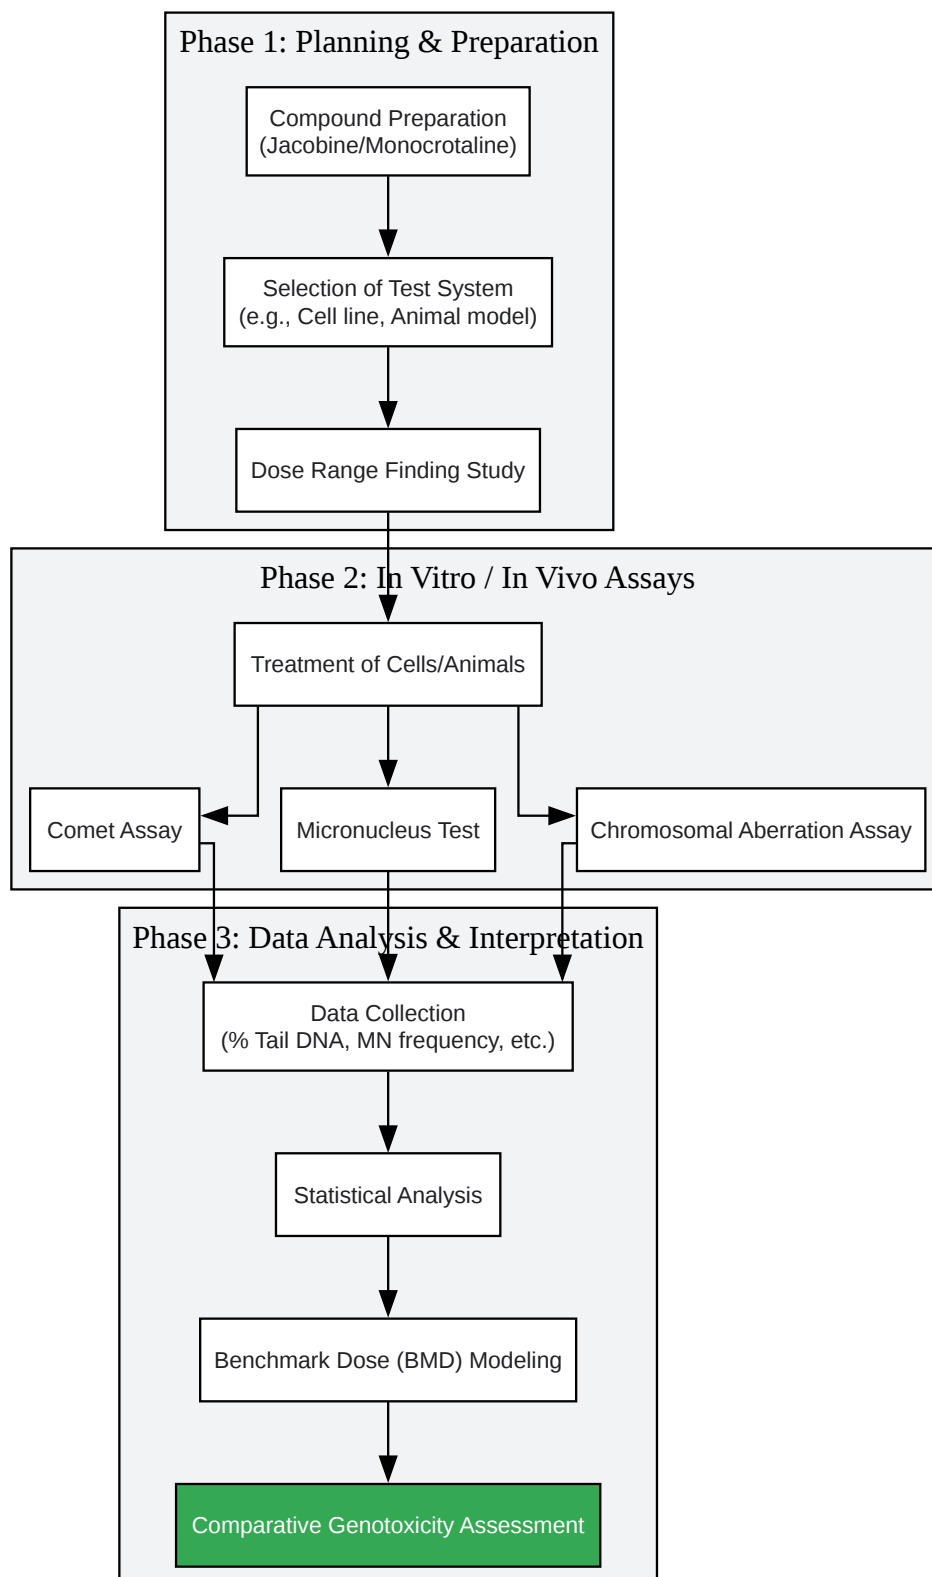 Phase 1: Planning & Preparation
Compound Preparation
(Jacobine/Monocrotaline)
Selection of Test System
(e.g., Cell line, Animal model)
Dose Range Finding Study
Phase 2: In Vitro / In Vivo Assays
Treatment of Cells/Animals
Comet Assay
Micronucleus Test
Chromosomal Aberration Assay
Phase 3: Data Analysis & Interpretation
Data Collection
(% Tail DNA, MN frequency, etc.)
Statistical Analysis
Benchmark Dose (BMD) Modeling
Comparative Genotoxicity Assessment